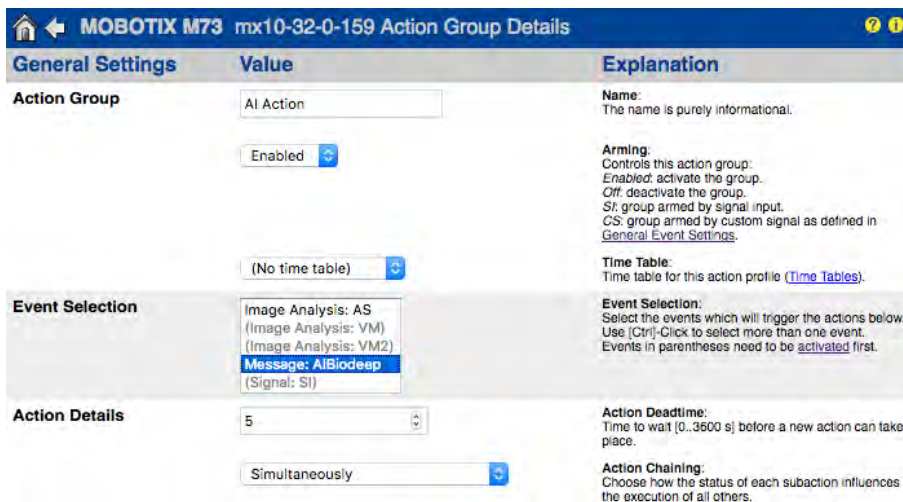 MOBOTIX M73 mx10-32-0-159 Action Group Details
General Settings Value Explanation
Action Group
AI Action
Name:
The name is purely informational.
Enabled
Arming:
Controls this action group:
Enabled: activate the group.
Off: deactivate the group.
SI: group armed by signal input.
CS: group armed by custom signal as defined in
General Event Settings.
(No time table)
Time Table:
Time table for this action profile (Time Tables).
Event Selection
Image Analysis: AS
(Image Analysis: VM)
(Image Analysis: VM2)
Message: AIBiodeep
(Signal: SI)
Event Selection:
Select the events which will trigger the actions below.
Use [Ctrl]-Click to select more than one event.
Events in parentheses need to be activated first.
Action Details
5
Action Deadtime:
Time to wait [0..3600 s] before a new action can take
place.
Simultaneously
Action Chaining:
Choose how the status of each subaction influences
the execution of all others.